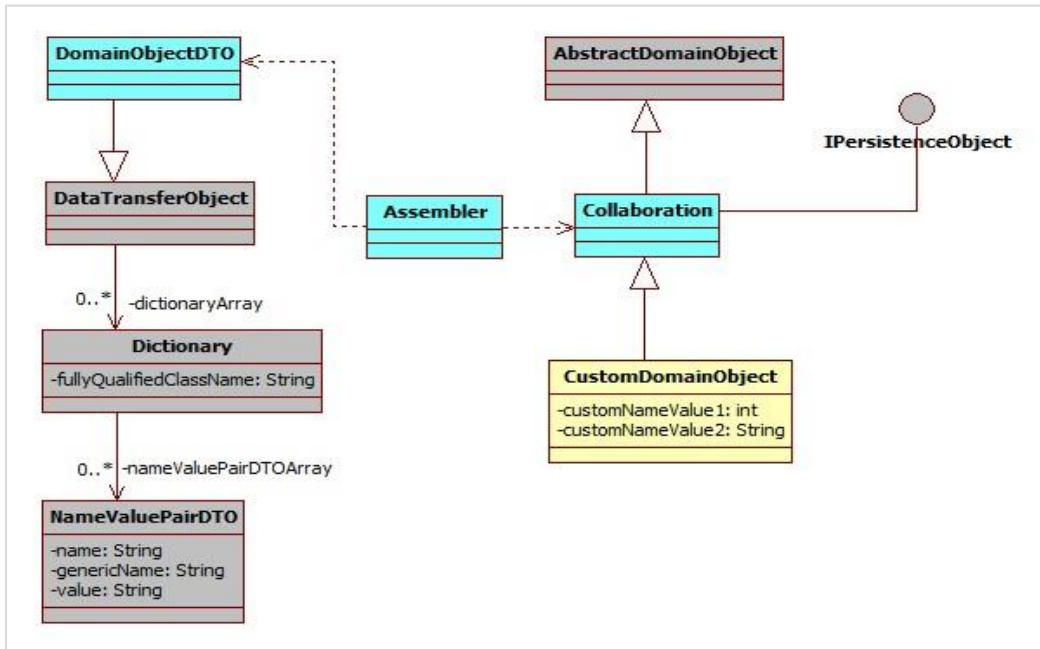 DomainObjectDTO
AbstractDomainObject
IPersistenceObject
DataTransferObject
Assembler
Collaboration
0..* -dictionaryArray
Dictionary
-fullyQualifiedClassName: String
CustomDomainObject
-customNameValue1: int
-customNameValue2: String
0..* -nameValuePairDTOArray
NameValuePairDTO
-name: String
-genericName: String
-value: String